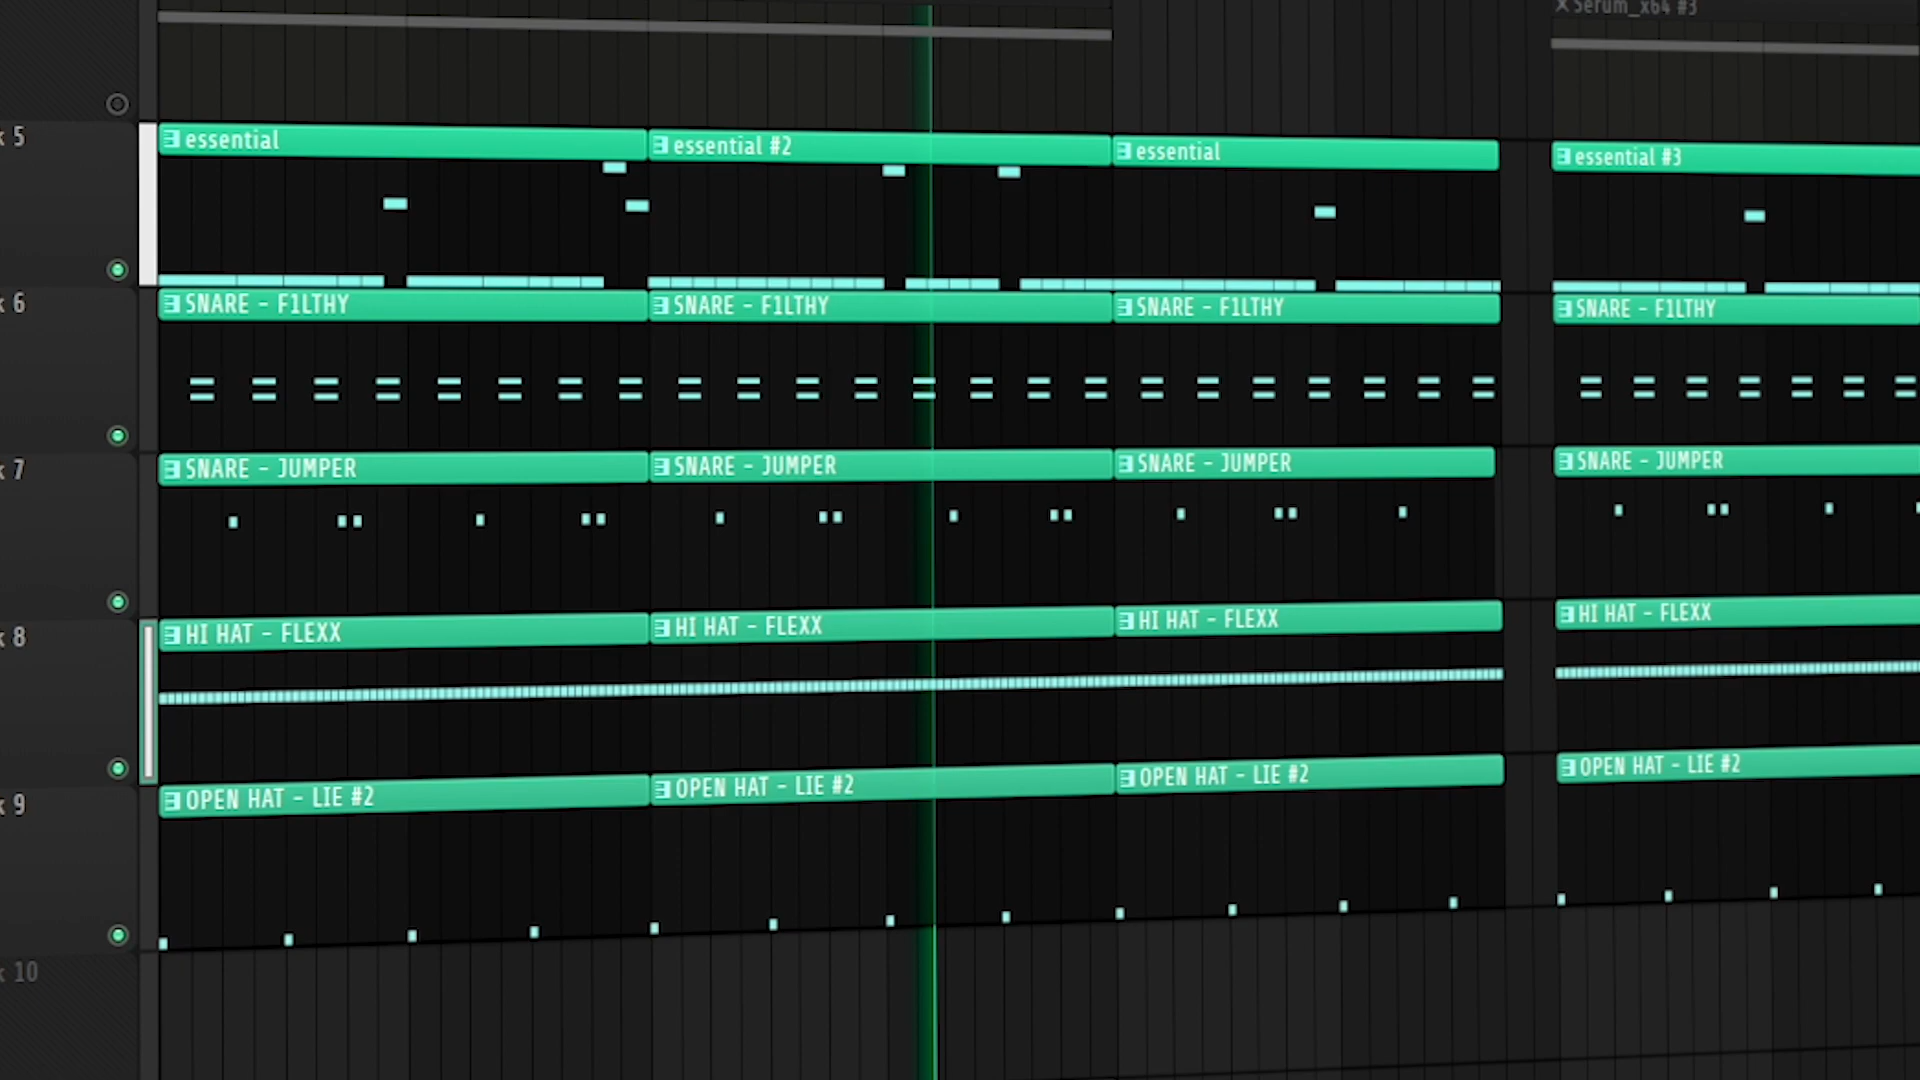 Serum_x64 #3
k 5
essential
essential #2
essential
essential #3
k 6
SNARE - F1LTHY
SNARE - F1LTHY
SNARE - F1LTHY
SNARE - F1LTHY
k 7
SNARE - JUMPER
SNARE - JUMPER
SNARE - JUMPER
SNARE - JUMPER
k 8
HI HAT - FLEXX
HI HAT - FLEXX
HI HAT - FLEXX
HI HAT - FLEXX
k 9
OPEN HAT - LIE #2
OPEN HAT - LIE #2
OPEN HAT - LIE #2
OPEN HAT - LIE #2
k 10